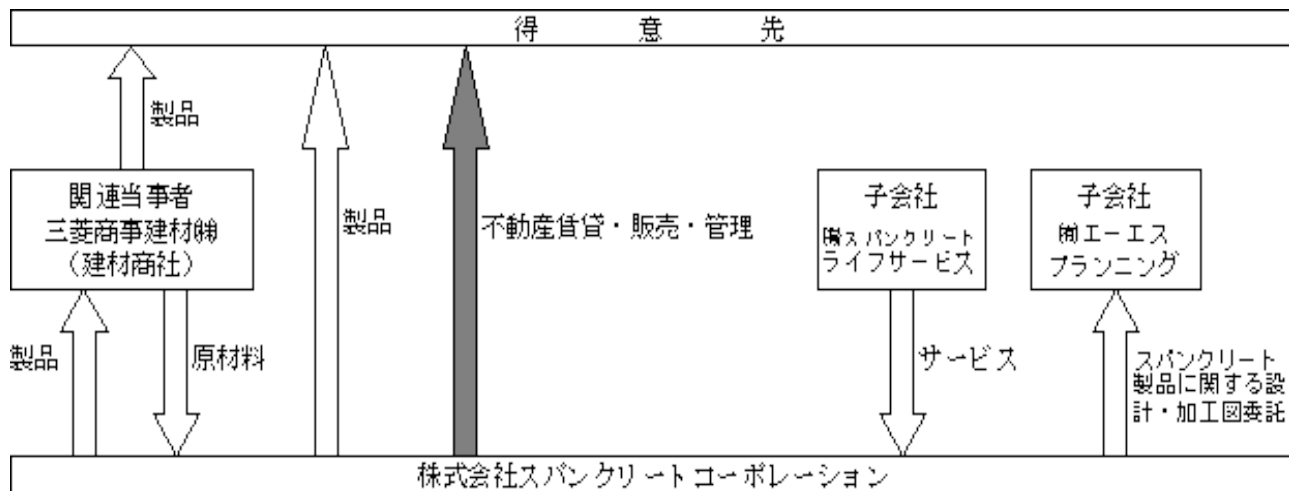 得意先
製品
関連当事者
三菱商事建材㈱
（建材商社）
製品
不動産賃貸・販売・管理
子会社
スパンクリート
ライフサービス
子会社
㈲エーエス
プランニング
製品
原材料
サービス
スパンクリート
製品に関する設
計・加工図委託
株式会社スパンクリートコーポレーション